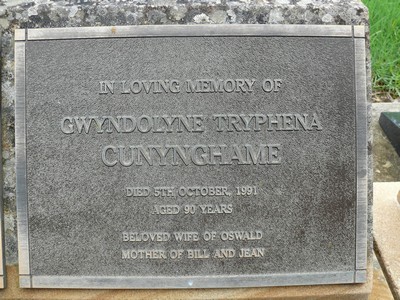 IN LOVING MEMORY OF
GWYNDOLYNE TRYPHENA
CUNYNGHAME
DIED 5TH OCTOBER, 1991
AGED 90 YEARS
BELOVED WIFE OF OSWALD
MOTHER OF BILL AND JEAN